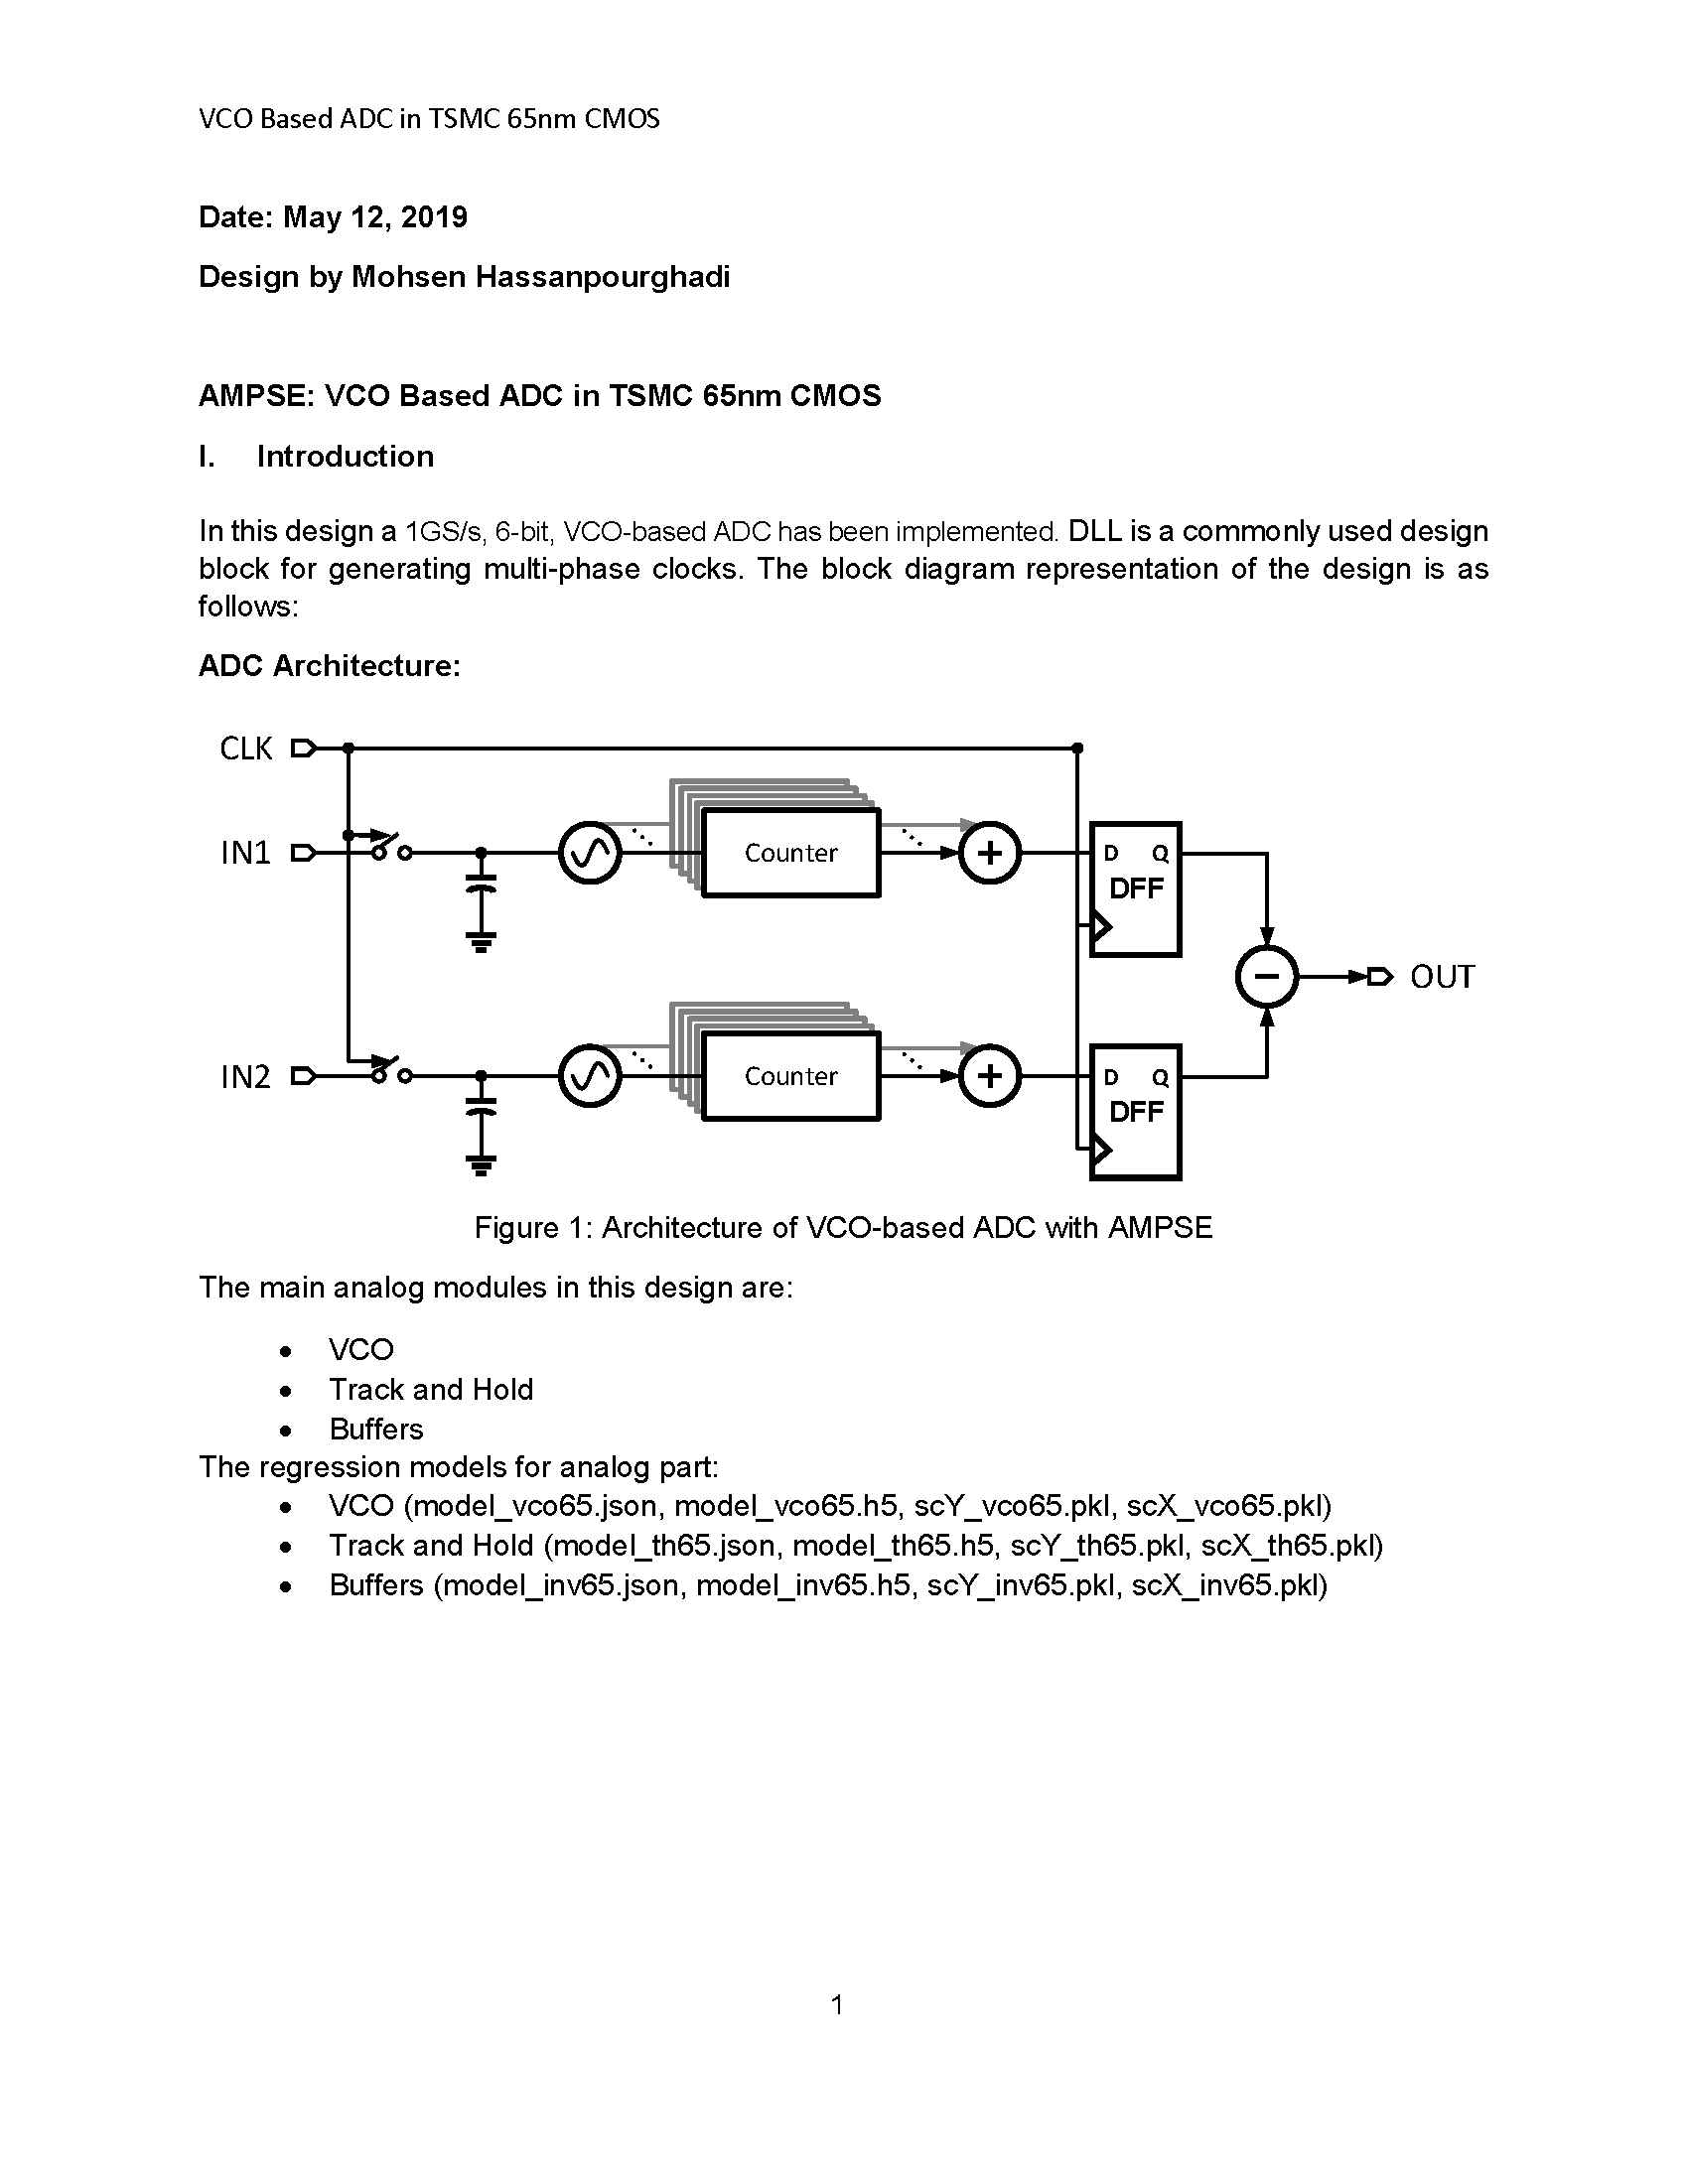 VCO Based ADC in TSMC 65nm CMOS
Date: May 12, 2019
Design by Mohsen Hassanpourghadi
AMPSE: VCO Based ADC in TSMC 65nm CMOS
I. Introduction
In this design a 1GS/s, 6-bit, VCO-based ADC has been implemented. DLL is a commonly used design
block for generating multi-phase clocks. The block diagram representation of the design is as
follows:
ADC Architecture:
CLK
IN1
Counter
+
D Q
DFF
−
OUT
IN2
Counter
+
D Q
DFF
Figure 1: Architecture of VCO-based ADC with AMPSE
The main analog modules in this design are:
• VCO
• Track and Hold
• Buffers
The regression models for analog part:
• VCO (model_vco65.json, model_vco65.h5, scY_vco65.pkl, scX_vco65.pkl)
• Track and Hold (model_th65.json, model_th65.h5, scY_th65.pkl, scX_th65.pkl)
• Buffers (model_inv65.json, model_inv65.h5, scY_inv65.pkl, scX_inv65.pkl)
1